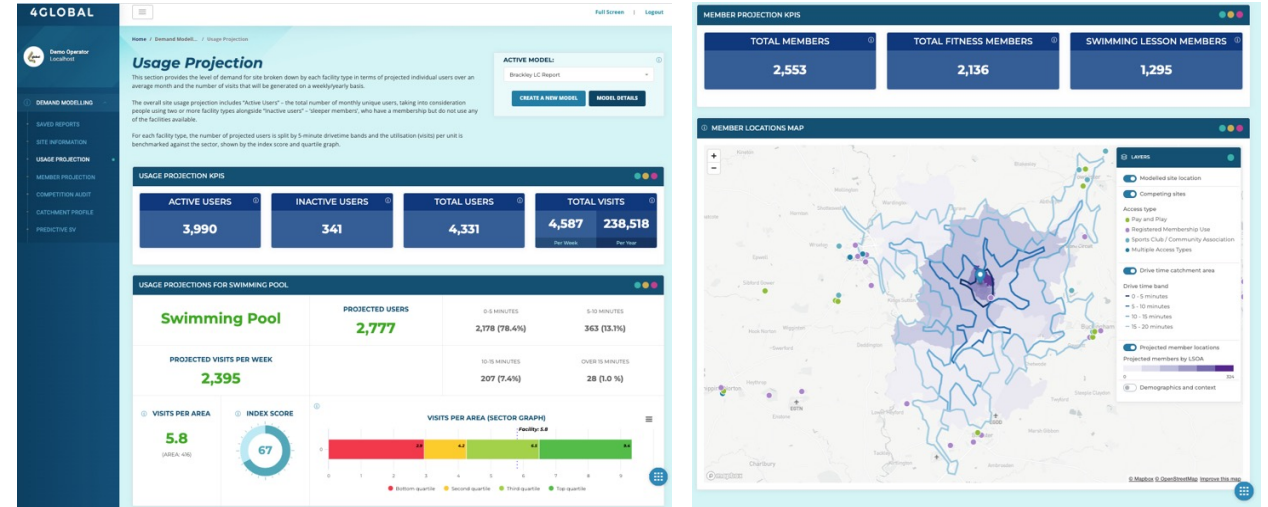 4GLOBAL
Full Screen | Logout
Demo Operator
Localhost
DEMAND MODELLING
SAVED REPORTS
SITE INFORMATION
USAGE PROJECTION
MEMBER PROJECTION
COMPETITION AUDIT
CATCHMENT PROFILE
PREDICTIVE EV
Home / Demand Modell... / Usage Projection
Usage Projection
This section provides the level of demand for site broken down by each facility type in terms of projected individual users over an
average month and the number of visits that will be generated on a weekly/yearly basis.
The overall site usage projection includes "Active Users" – the total number of monthly unique users, taking into consideration
people using two or more facility types alongside "Inactive users" – 'sleeper members', who have a membership but do not use any
of the facilities available.
For each facility type, the number of projected users is split by 5-minute drivetime bands and the utilisation (visits) per unit is
benchmarked against the sector, shown by the index score and quartile graph.
ACTIVE MODEL:
Brackley LC Report
CREATE A NEW MODEL MODEL DETAILS
USAGE PROJECTION KPIS
ACTIVE USERS
3,990
INACTIVE USERS
341
TOTAL USERS
4,331
TOTAL VISITS
4,587 238,518
Per Week Per Year
USAGE PROJECTIONS FOR SWIMMING POOL
Swimming Pool
PROJECTED USERS
2,777
0-5 MINUTES
2,178 (78.4%)
5-10 MINUTES
363 (13.1%)
PROJECTED VISITS PER WEEK
2,395
10-15 MINUTES
207 (7.4%)
OVER 15 MINUTES
28 (1.0 %)
VISITS PER AREA
5.8
(AREA: 416)
INDEX SCORE
67
VISITS PER AREA (SECTOR GRAPH)
Facility: 5.8
0 1 2 3 4 5 6 7 8 9
Bottom quartile Second quartile Third quartile Top quartile
MEMBER PROJECTION KPIS
TOTAL MEMBERS
2,553
TOTAL FITNESS MEMBERS
2,136
SWIMMING LESSON MEMBERS
1,295
MEMBER LOCATIONS MAP
+
−
LAYERS
Modelled site location
Competing sites
Access type
Pay and Play
Registered Membership Use
Sports Club / Community Association
Multiple Access Types
Drive time catchment area
Drive time band
0 - 5 minutes
5 - 10 minutes
10 - 15 minutes
15 - 20 minutes
Projected member locations
Projected members by LSOA
0
Demographics and context
Charlbury
mapbox
© Mapbox © OpenStreetMap Improve this map